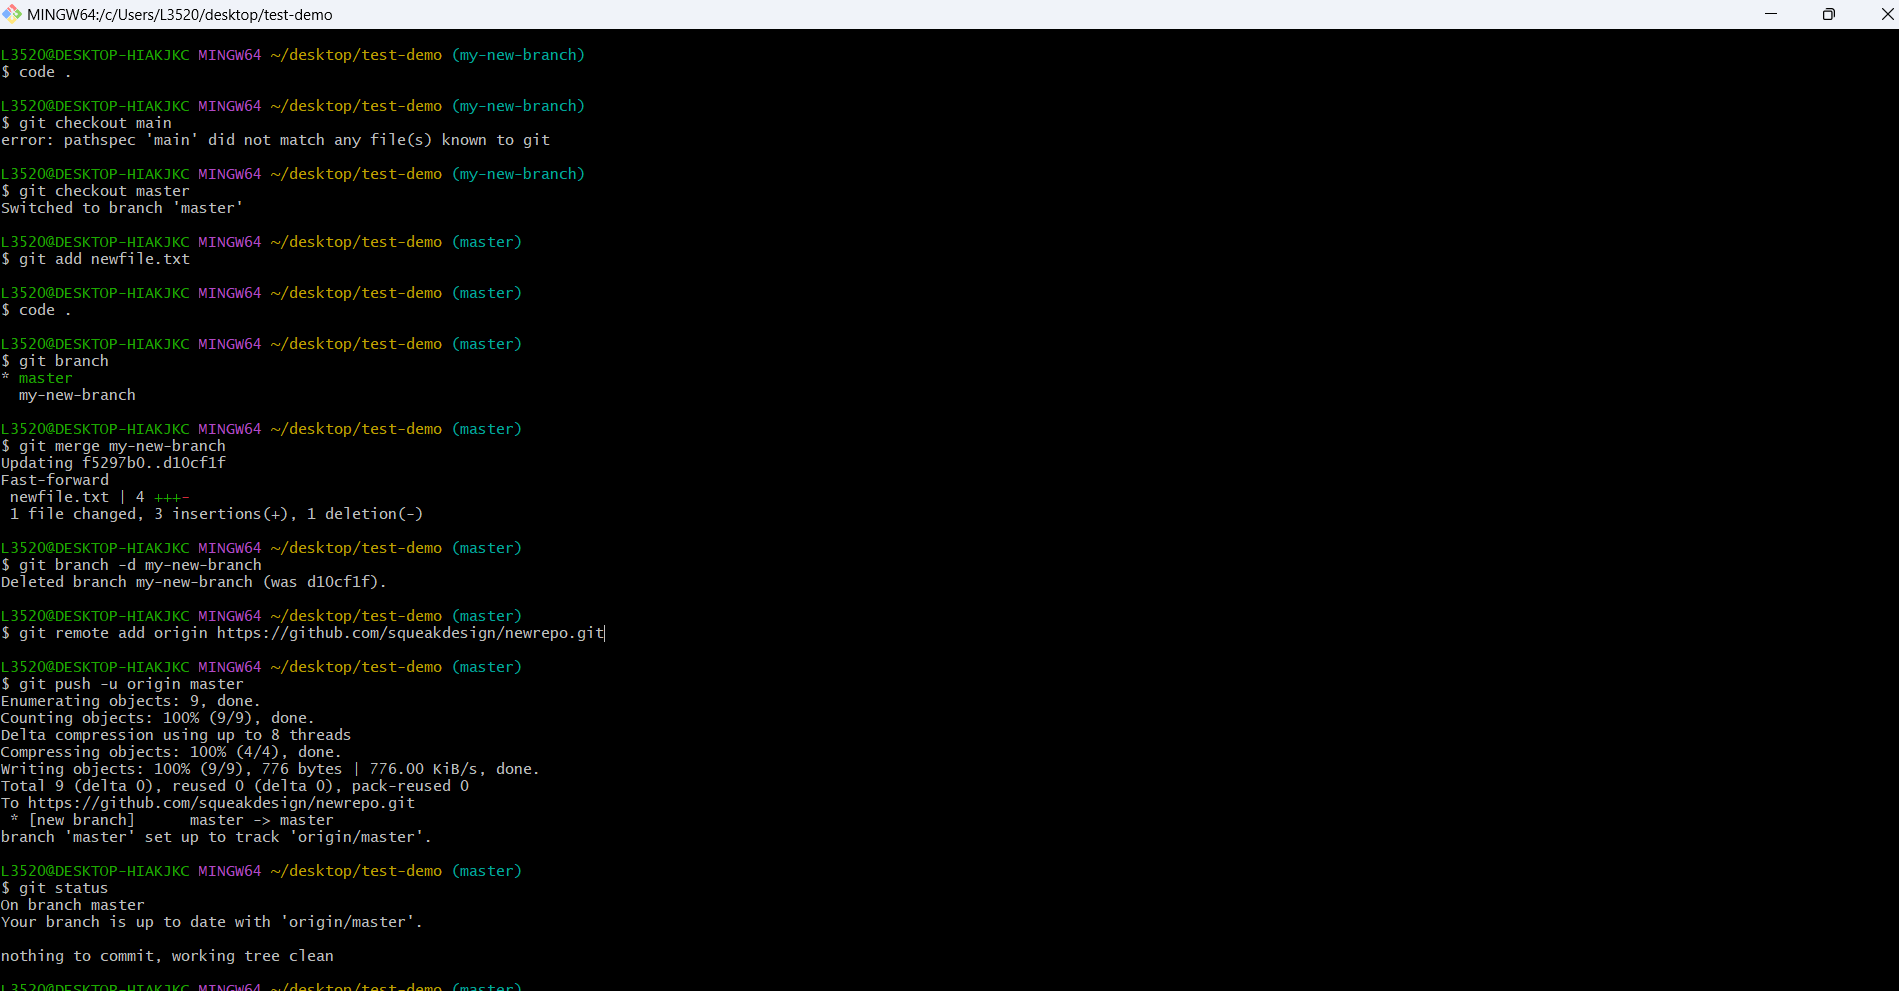 MINGW64:/c/Users/L3520/desktop/test-demo
L3520@DESKTOP-HIAKJKC MINGW64 ~/desktop/test-demo (my-new-branch)
$ code .
L3520@DESKTOP-HIAKJKC MINGW64 ~/desktop/test-demo (my-new-branch)
$ git checkout main
error: pathspec 'main' did not match any file(s) known to git
L3520@DESKTOP-HIAKJKC MINGW64 ~/desktop/test-demo (my-new-branch)
$ git checkout master
Switched to branch 'master'
L3520@DESKTOP-HIAKJKC MINGW64 ~/desktop/test-demo (master)
$ git add newfile.txt
L3520@DESKTOP-HIAKJKC MINGW64 ~/desktop/test-demo (master)
$ code .
L3520@DESKTOP-HIAKJKC MINGW64 ~/desktop/test-demo (master)
$ git branch
* master
  my-new-branch
L3520@DESKTOP-HIAKJKC MINGW64 ~/desktop/test-demo (master)
$ git merge my-new-branch
Updating f5297b0..d10cf1f
Fast-forward
 newfile.txt | 4 +++-
 1 file changed, 3 insertions(+), 1 deletion(-)
L3520@DESKTOP-HIAKJKC MINGW64 ~/desktop/test-demo (master)
$ git branch -d my-new-branch
Deleted branch my-new-branch (was d10cf1f).
L3520@DESKTOP-HIAKJKC MINGW64 ~/desktop/test-demo (master)
$ git remote add origin https://github.com/squeakdesign/newrepo.git
L3520@DESKTOP-HIAKJKC MINGW64 ~/desktop/test-demo (master)
$ git push -u origin master
Enumerating objects: 9, done.
Counting objects: 100% (9/9), done.
Delta compression using up to 8 threads
Compressing objects: 100% (4/4), done.
Writing objects: 100% (9/9), 776 bytes | 776.00 KiB/s, done.
Total 9 (delta 0), reused 0 (delta 0), pack-reused 0
To https://github.com/squeakdesign/newrepo.git
 * [new branch]      master -> master
branch 'master' set up to track 'origin/master'.
L3520@DESKTOP-HIAKJKC MINGW64 ~/desktop/test-demo (master)
$ git status
On branch master
Your branch is up to date with 'origin/master'.
nothing to commit, working tree clean
L3520@DESKTOP-HIAKJKC MINGW64 ~/desktop/test-demo (master)